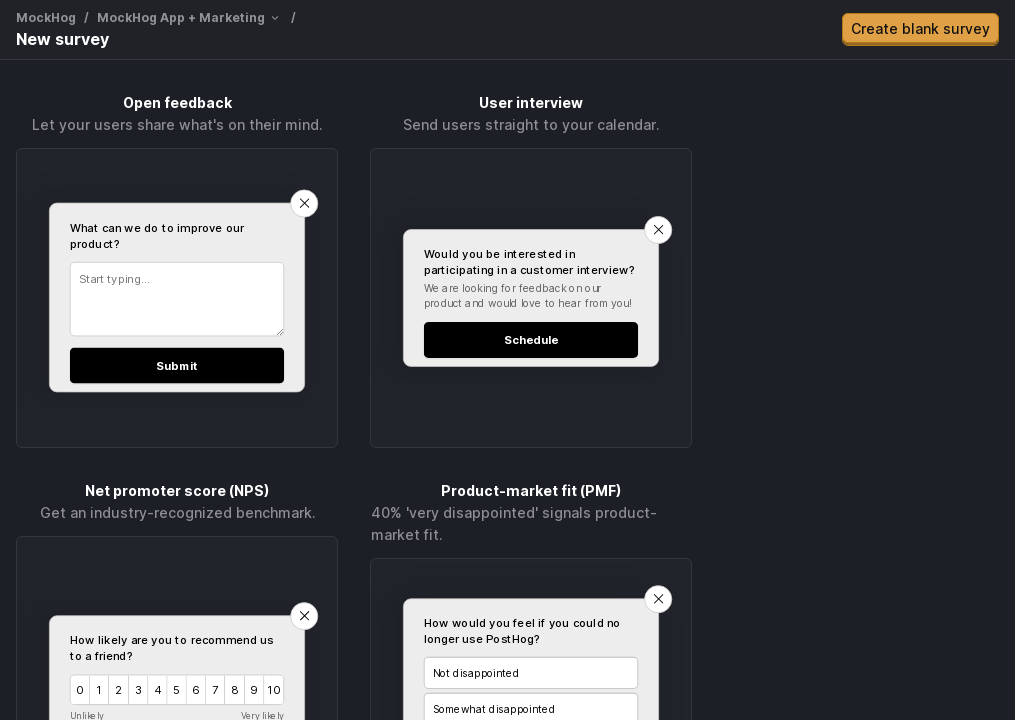 MockHog / MockHog App + Marketing /
New survey
Create blank survey
Open feedback
Let your users share what's on their mind.
What can we do to improve our
product?
Start typing...
Submit
User interview
Send users straight to your calendar.
Would you be interested in
participating in a customer interview?
We are looking for feedback on our
product and would love to hear from you!
Schedule
Net promoter score (NPS)
Get an industry-recognized benchmark.
How likely are you to recommend us
to a friend?
0 1 2 3 4 5 6 7 8 9 10
Unlikely Very likely
Product-market fit (PMF)
40% 'very disappointed' signals product-
market fit.
How would you feel if you could no
longer use PostHog?
Not disappointed
Somewhat disappointed